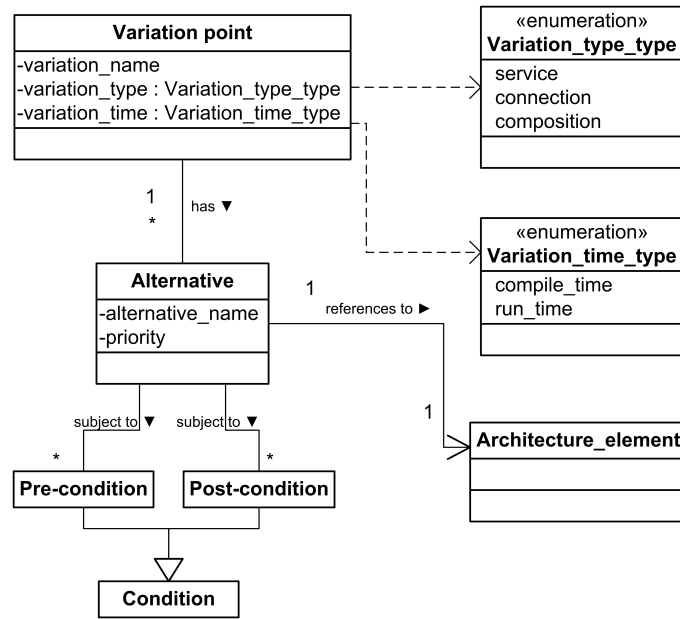 Variation point
-variation_name
-variation_type : Variation_type_type
-variation_time : Variation_time_type
«enumeration»
Variation_type_type
service
connection
composition
1
has ▼
*
«enumeration»
Variation_time_type
compile_time
run_time
Alternative
-alternative_name
-priority
1
references to ►
1
Architecture_element
subject to ▼
subject to ▼
*
*
Pre-condition
Post-condition
Condition